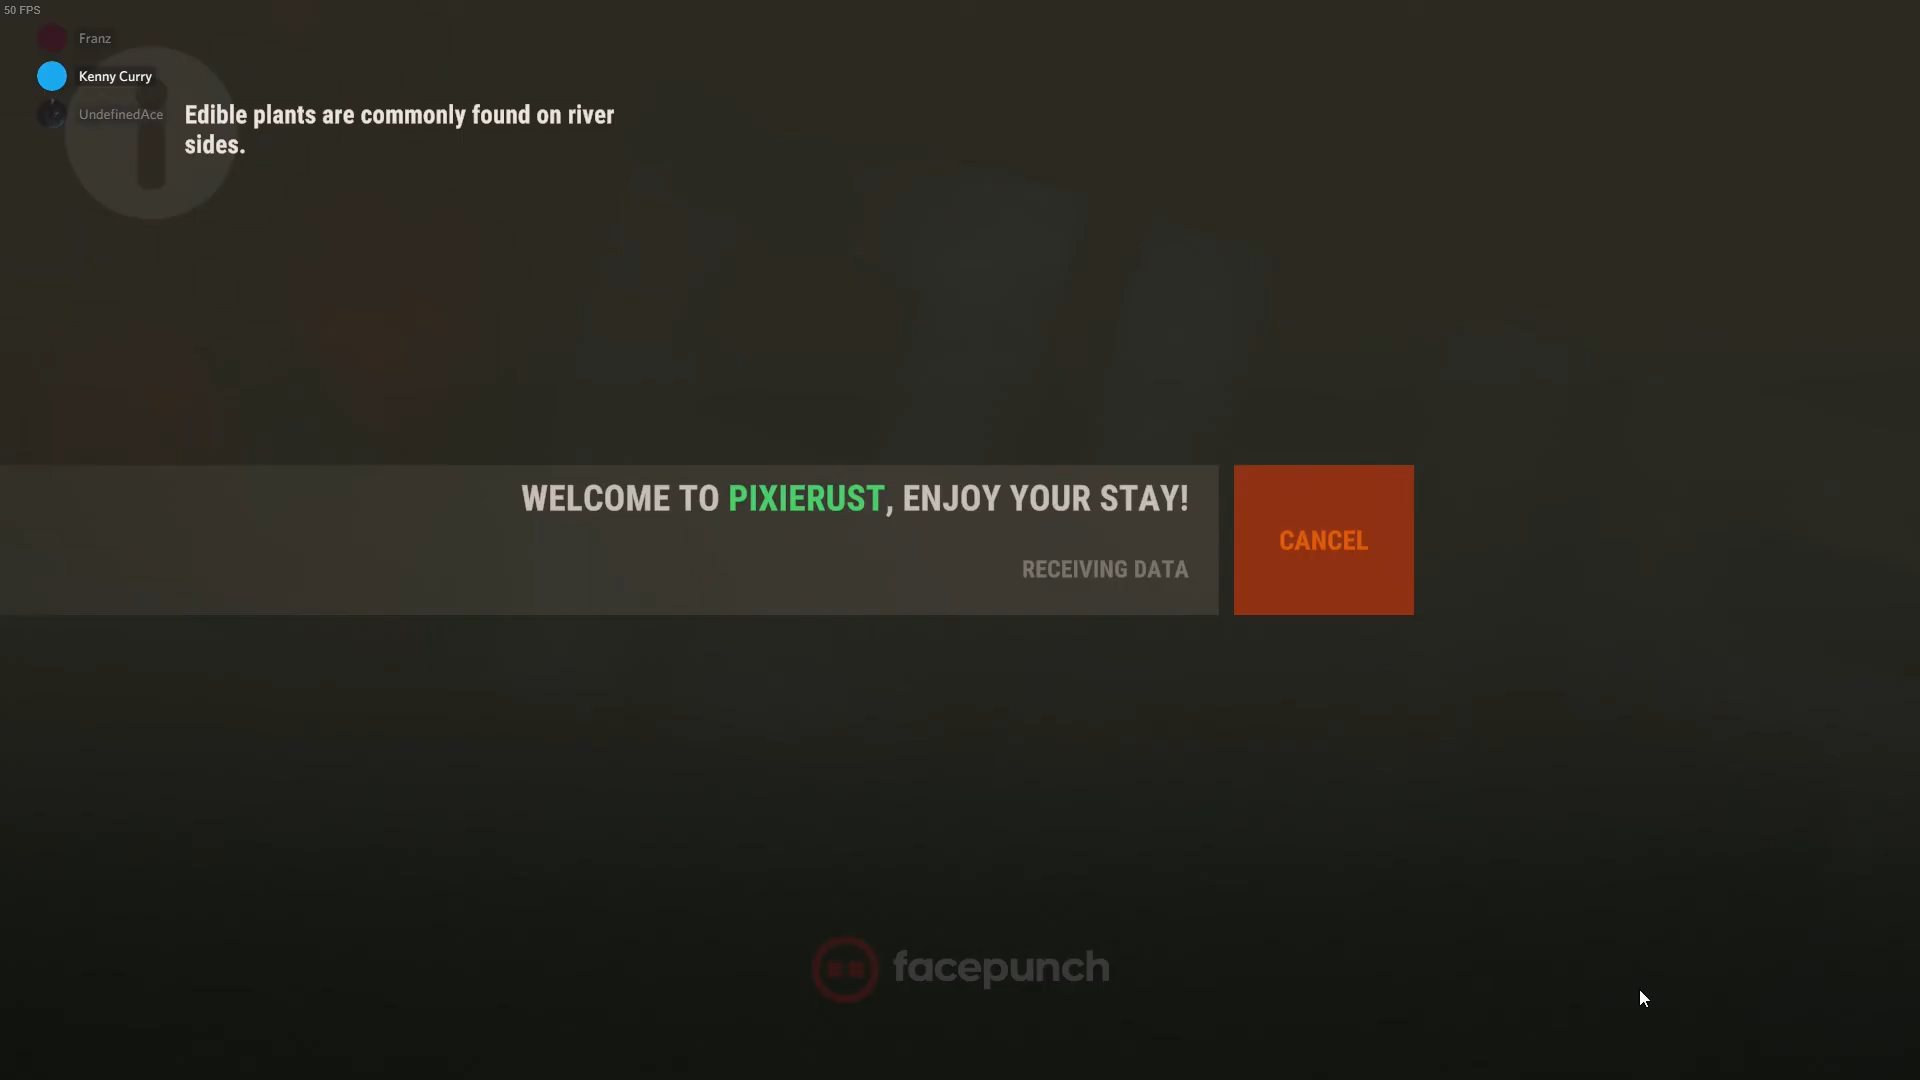 50 FPS
Franz
Kenny Curry
UndefinedAce
Edible plants are commonly found on river
sides.
WELCOME TO PIXIERUST, ENJOY YOUR STAY!
RECEIVING DATA
CANCEL
facepunch